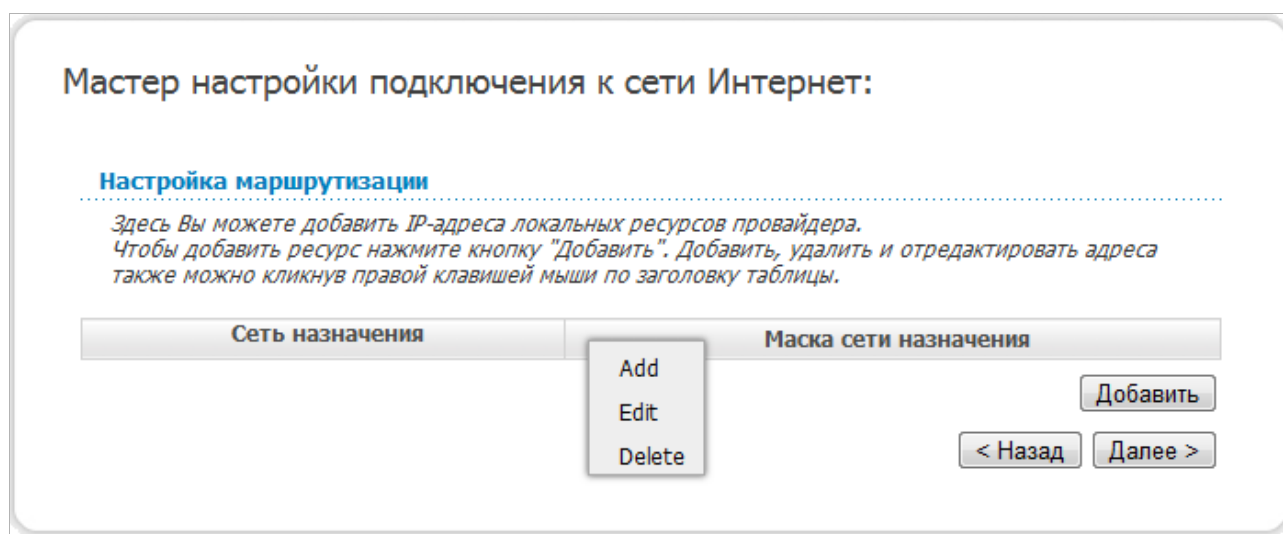 Мастер настройки подключения к сети Интернет:
Настройка маршрутизации
Здесь Вы можете добавить IP-адреса локальных ресурсов провайдера.
Чтобы добавить ресурс нажмите кнопку "Добавить". Добавить, удалить и отредактировать адреса
также можно кликнув правой клавишей мыши по заголовку таблицы.
Сеть назначения
Маска сети назначения
Add
Edit
Delete
Добавить
< Назад
Далее >